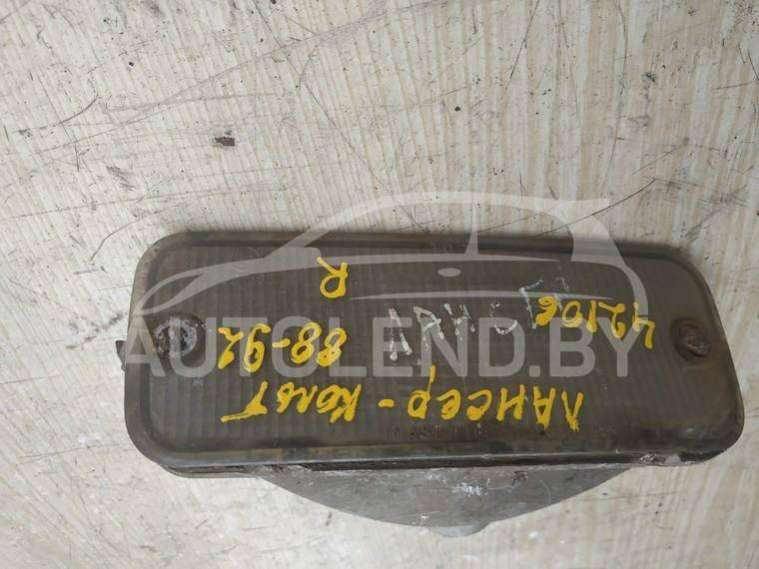 ЛАНСЕР-КОЛЬТ
88-92
R
42106
AUTOLEND.BY